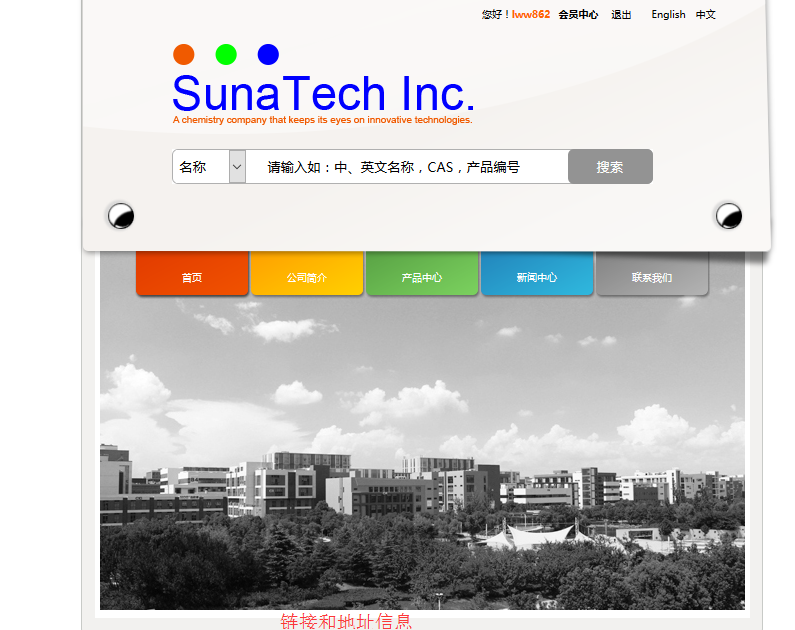 您好！lww862 会员中心 退出 English 中文
SunaTech Inc.
A chemistry company that keeps its eyes on innovative technologies.
名称 请输入如：中、英文名称，CAS，产品编号 搜索
首页 公司简介 产品中心 新闻中心 联系我们
链接和地址信息